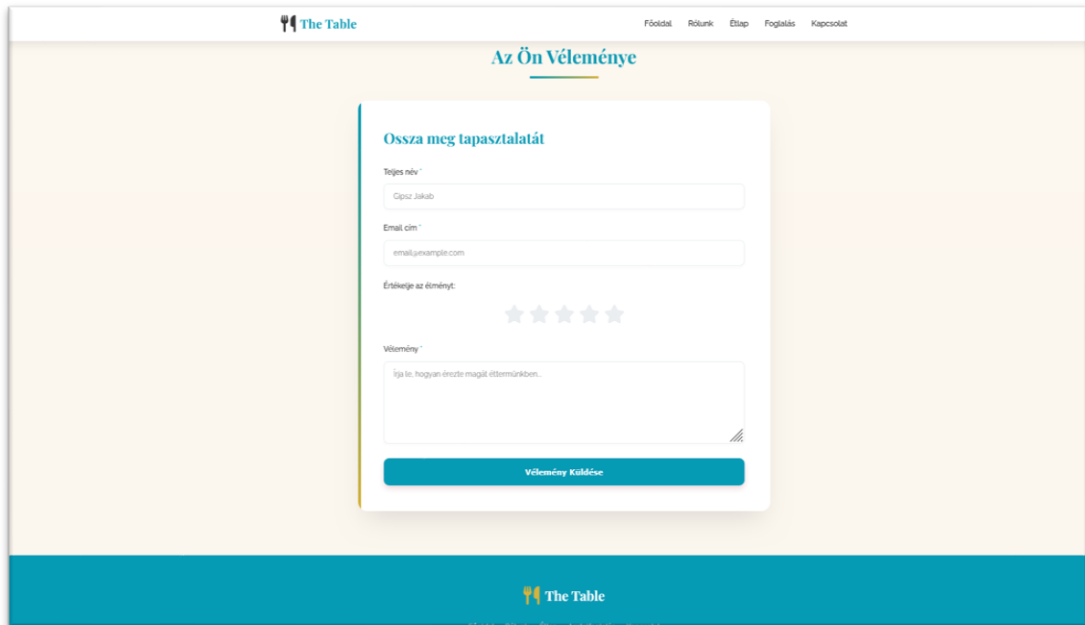 The Table
Főoldal Rólunk Étlap Foglalás Kapcsolat
Az Ön Véleménye
Ossza meg tapasztalatát
Teljes név *
Gipsz Jakab
Email cím *
email@example.com
Értékelje az élményt:
Vélemény *
Írja le, hogyan érezte magát éttermünkben...
Vélemény Küldése
The Table